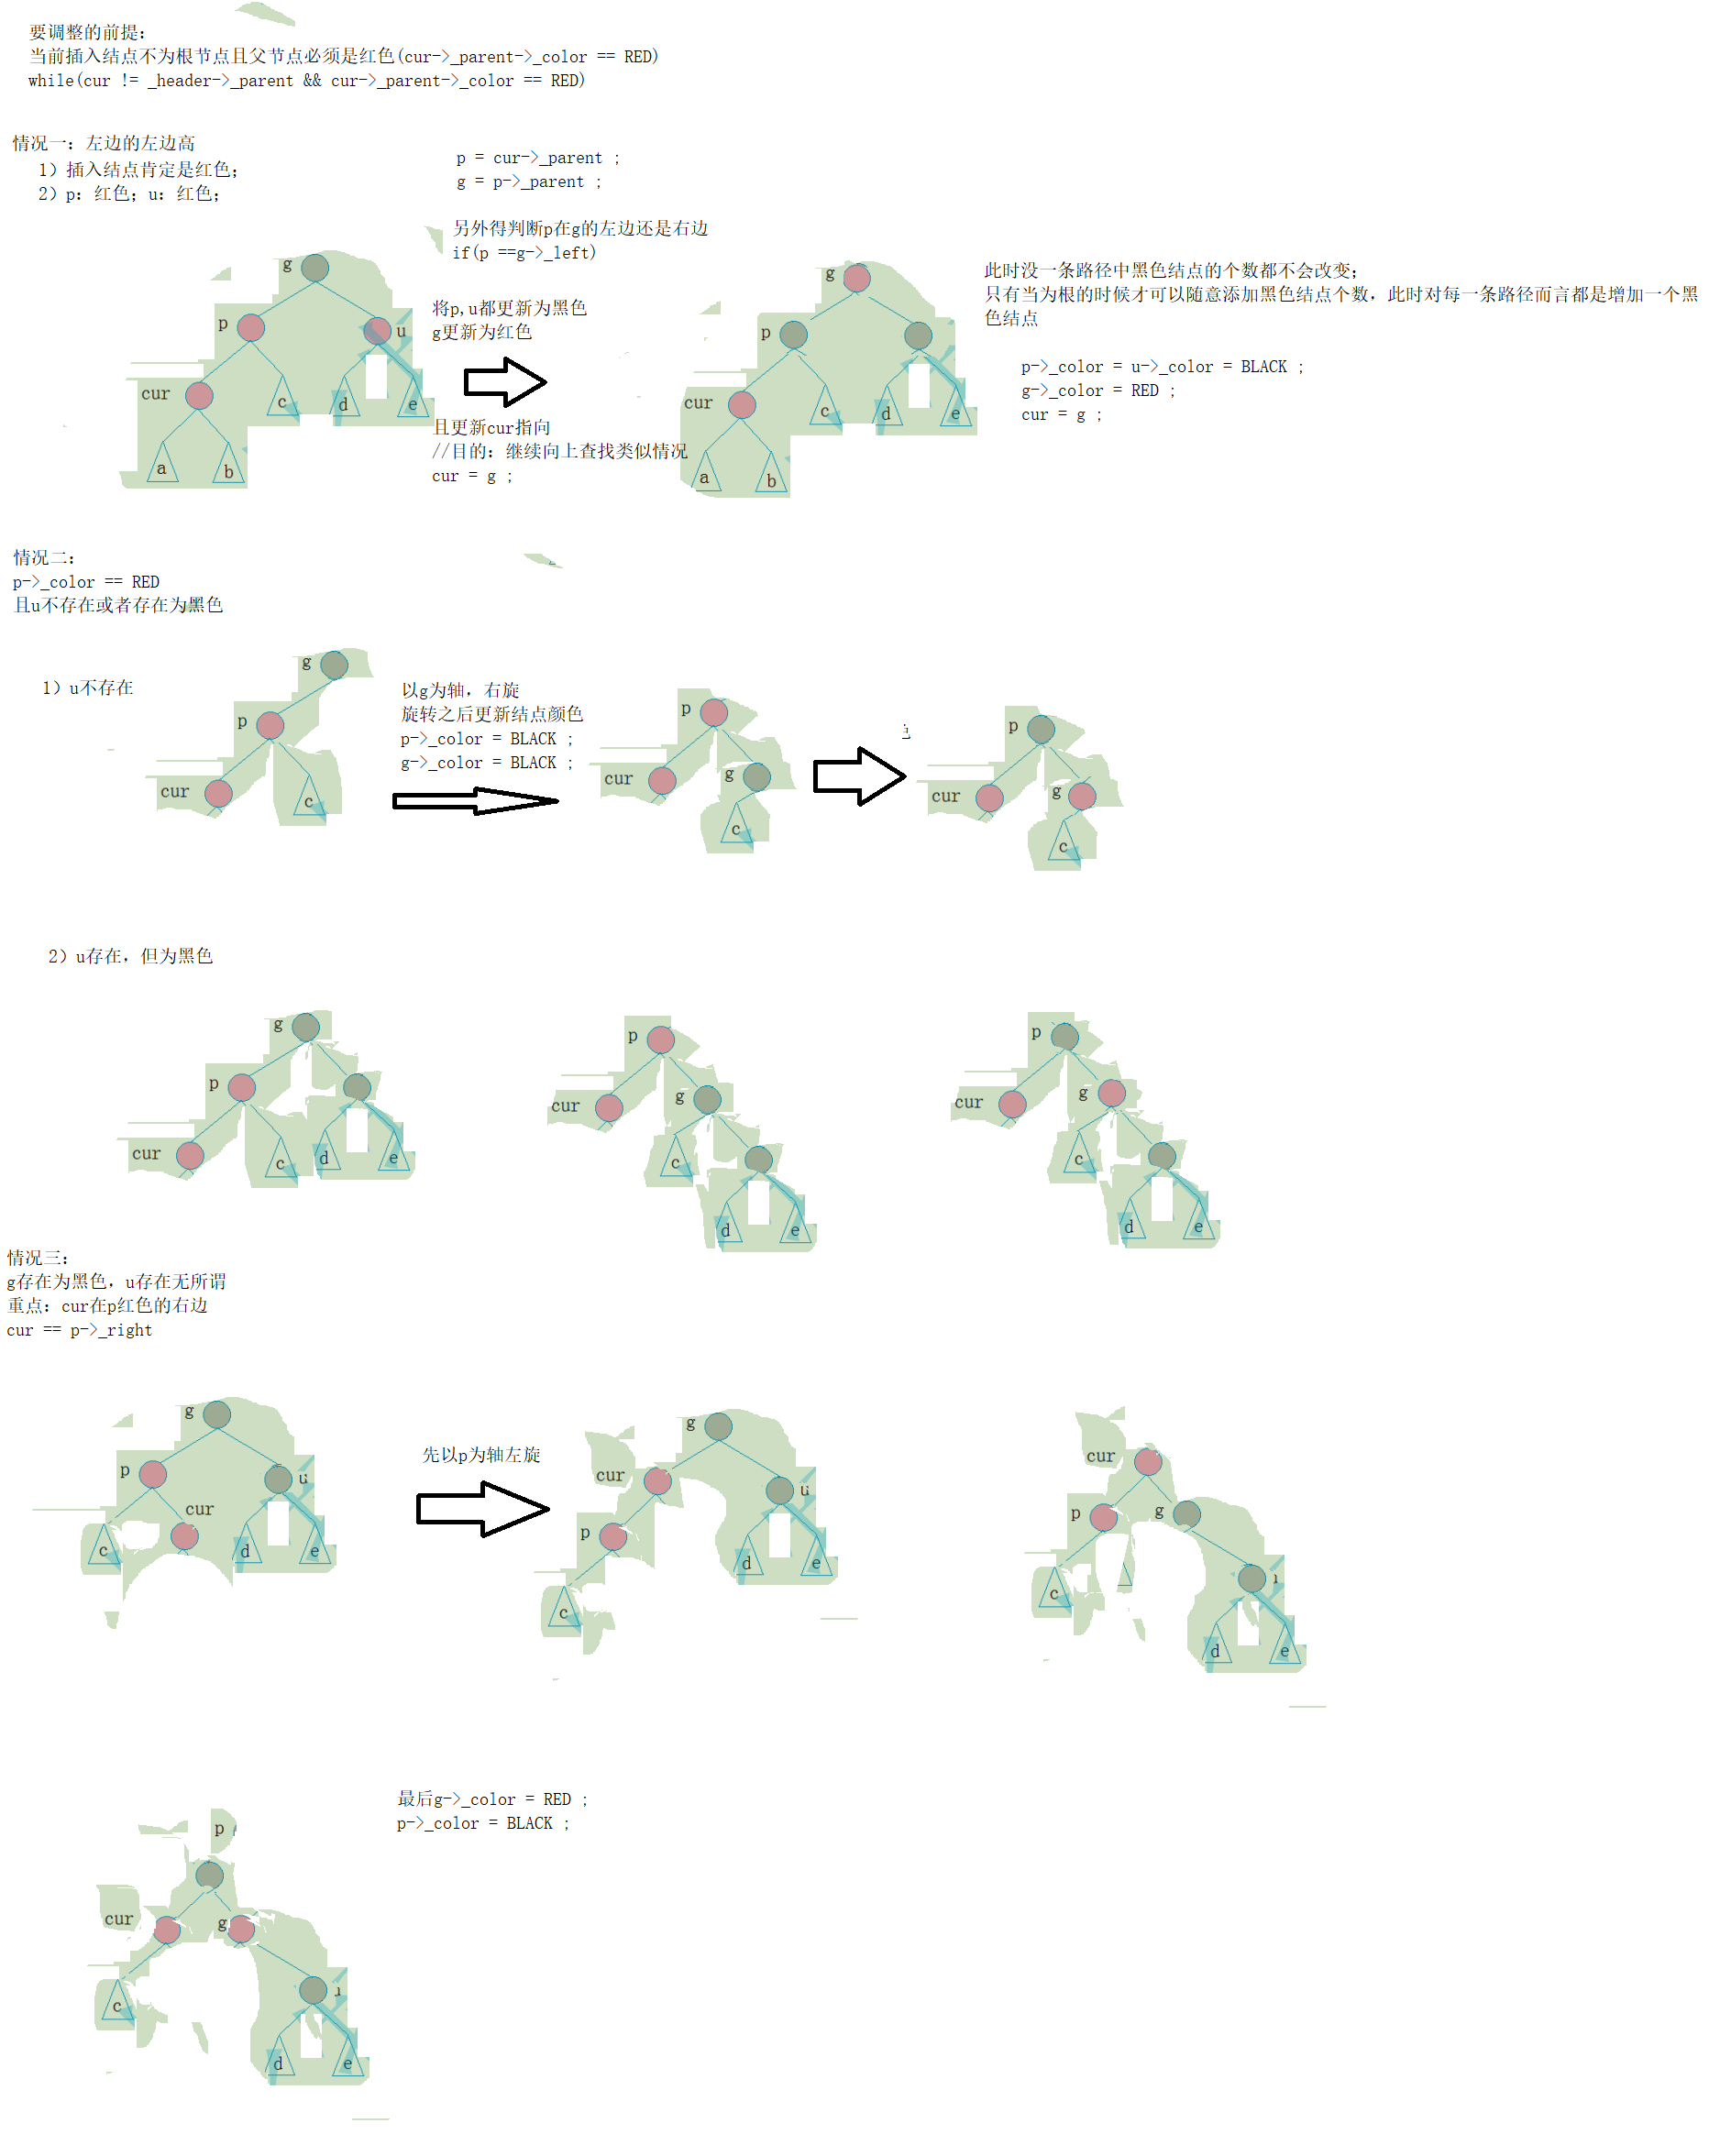 要调整的前提：
当前插入结点不为根节点且父节点必须是红色(cur->_parent->_color == RED)
while(cur != _header->_parent && cur->_parent->_color == RED)
情况一：左边的左边高
1）插入结点肯定是红色；
2）p：红色；u：红色；
p = cur->_parent ;
g = p->_parent ;
另外得判断p在g的左边还是右边
if(p ==g->_left)
g
p
u
cur
c
d
e
a
b
将p,u都更新为黑色
g更新为红色
且更新cur指向
//目的：继续向上查找类似情况
cur = g ;
g
p
cur
c
d
e
a
b
此时没一条路径中黑色结点的个数都不会改变；
只有当为根的时候才可以随意添加黑色结点个数，此时对每一条路径而言都是增加一个黑
色结点
p->_color = u->_color = BLACK ;
g->_color = RED ;
cur = g ;
情况二：
p->_color == RED
且u不存在或者存在为黑色
1）u不存在
g
p
cur
c
以g为轴，右旋
旋转之后更新结点颜色
p->_color = BLACK ;
g->_color = BLACK ;
p
cur
g
c
p
cur
g
c
2）u存在，但为黑色
g
p
cur
c
d
e
p
cur
g
c
d
e
p
cur
g
c
d
e
情况三：
g存在为黑色，u存在无所谓
重点：cur在p红色的右边
cur == p->_right
g
p
u
cur
c
d
e
先以p为轴左旋
g
cur
u
p
d
e
c
cur
p
g
c
d
e
最后g->_color = RED ;
p->_color = BLACK ;
p
cur
g
c
d
e